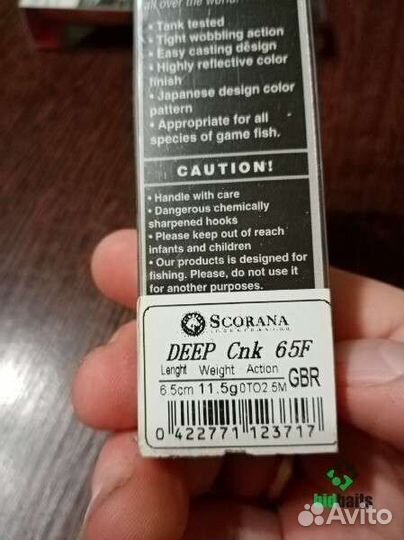 all over the world.
• Tank tested
• Tight wobbling action
• Easy casting design
• Highly reflective color
finish
• Japanese design color
pattern
• Appropriate for all
species of game fish.
CAUTION!
• Handle with care
• Dangerous chemically
sharpened hooks
• Please keep out of reach
infants and children
• Our products is designed for
fishing. Please, do not use it
for another purposes.
SCORANA
DEEP Cnk 65F
Lenght Weight Action
6.5cm 11.5g 0TO2.5M GBR
0 422771 123717
bidbaits
Avito